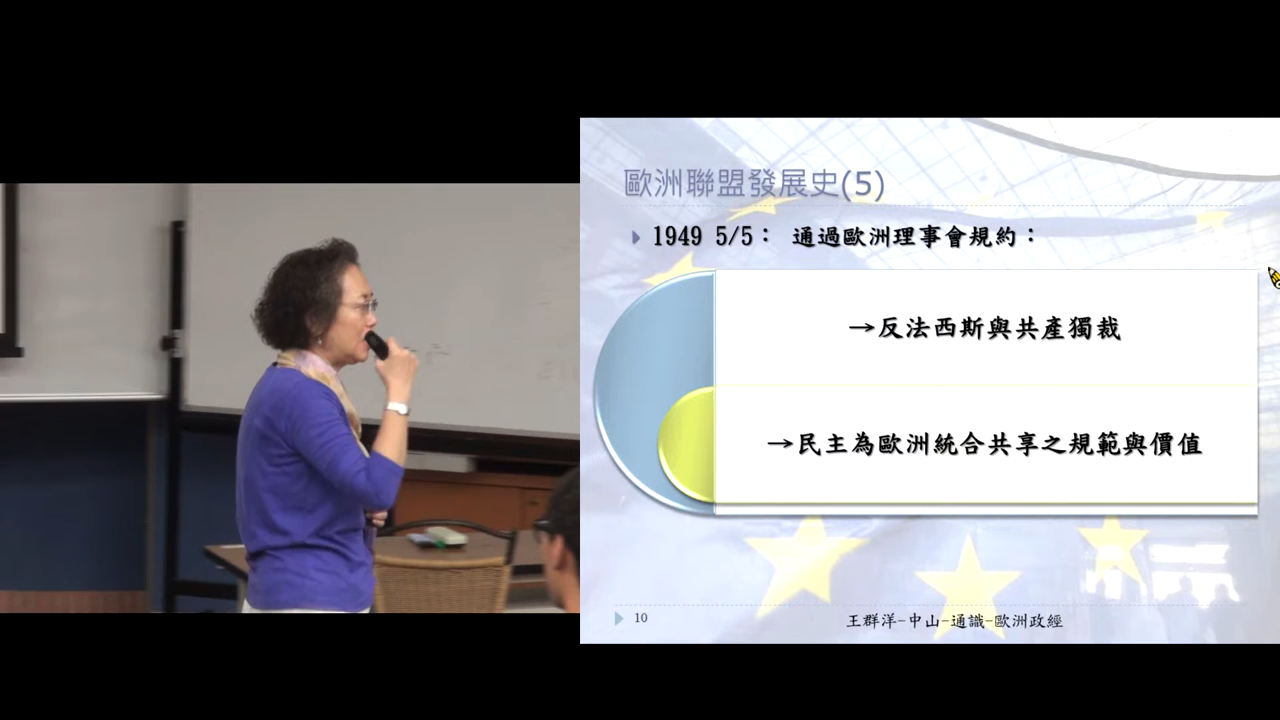 歐洲聯盟發展史(5)
1949 5/5： 通過歐洲理事會規約：
→反法西斯與共產獨裁
→民主為歐洲統合共享之規範與價值
10
王群洋-中山-通識-歐洲政經